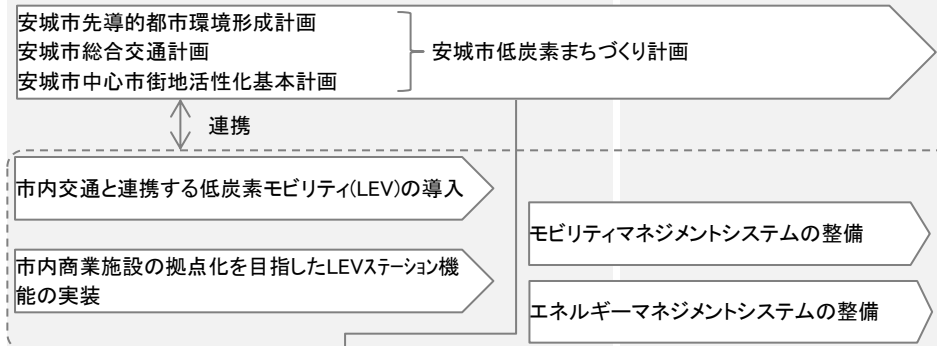 安城市先導的都市環境形成計画
安城市総合交通計画
安城市中心市街地活性化基本計画
安城市低炭素まちづくり計画
連携
市内交通と連携する低炭素モビリティ(LEV)の導入
市内商業施設の拠点化を目指したLEVステーション機
能の実装
モビリティマネジメントシステムの整備
エネルギーマネジメントシステムの整備